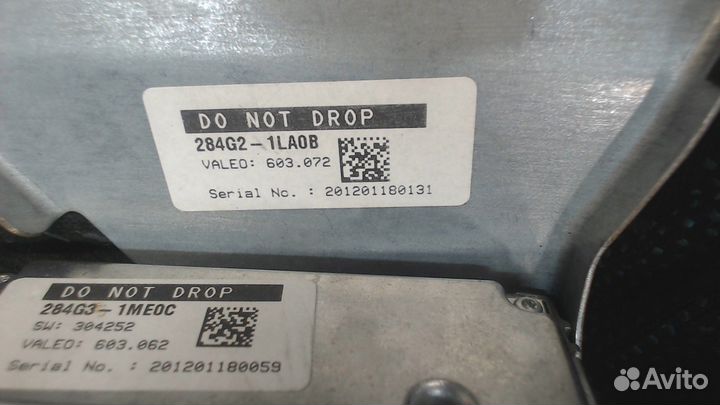 DO NOT DROP
284G2-1LA0B
VALEO: 603.072
Serial No. : 201201180131
DO NOT DROP
284G3-1ME0C
SW: 304252
VALEO: 603.062
Serial No. : 201201180059
Avito